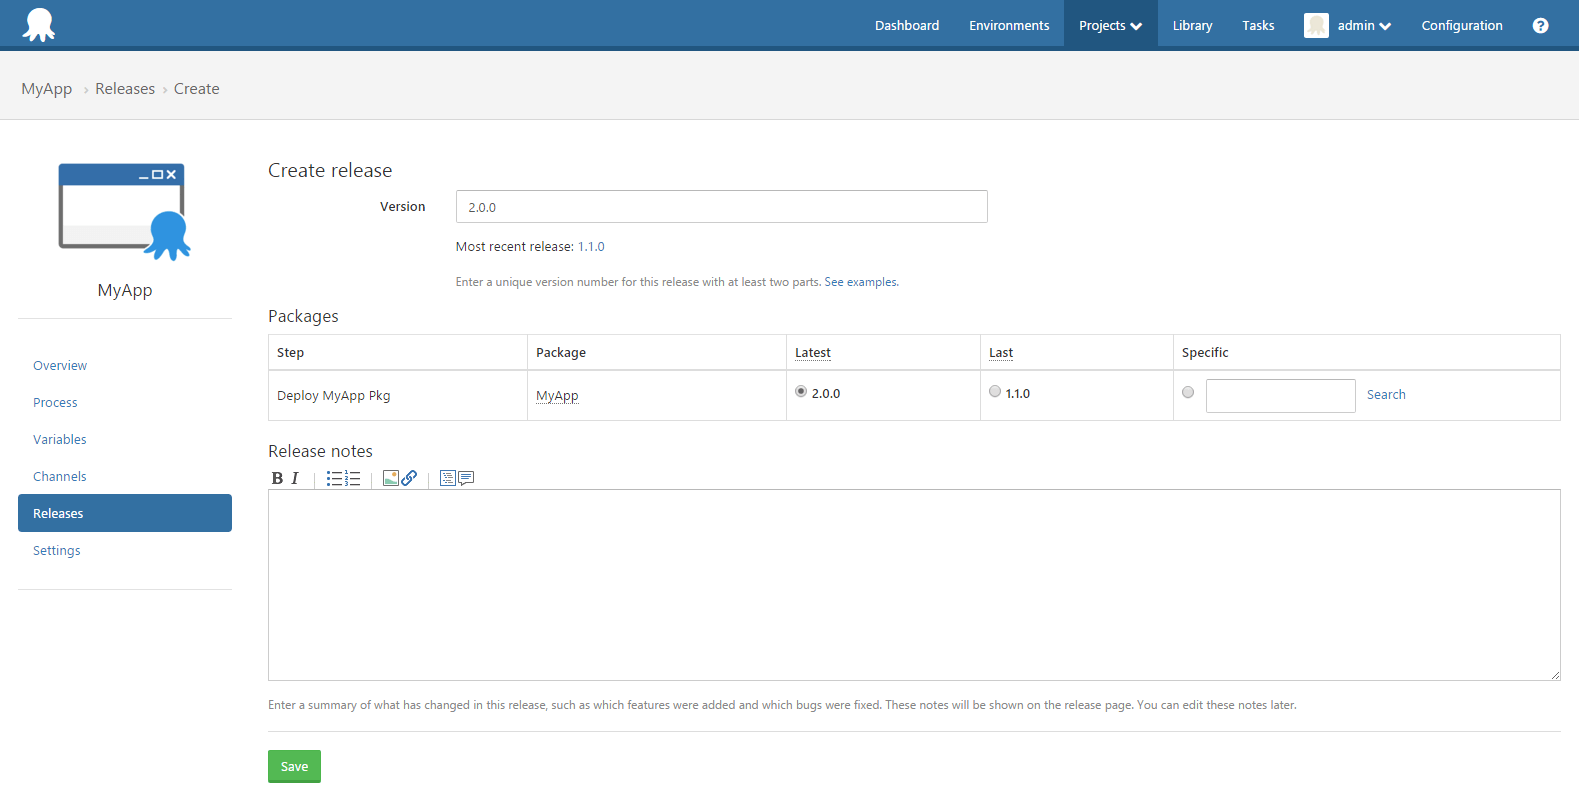 Dashboard Environments Projects Library Tasks admin Configuration ?
MyApp › Releases › Create
MyApp
Overview
Process
Variables
Channels
Releases
Settings
Create release
Version 2.0.0
Most recent release: 1.1.0
Enter a unique version number for this release with at least two parts. See examples.
Packages
Step Package Latest Last Specific
Deploy MyApp Pkg MyApp 2.0.0 1.1.0 Search
Release notes
B I
Enter a summary of what has changed in this release, such as which features were added and which bugs were fixed. These notes will be shown on the release page. You can edit these notes later.
Save